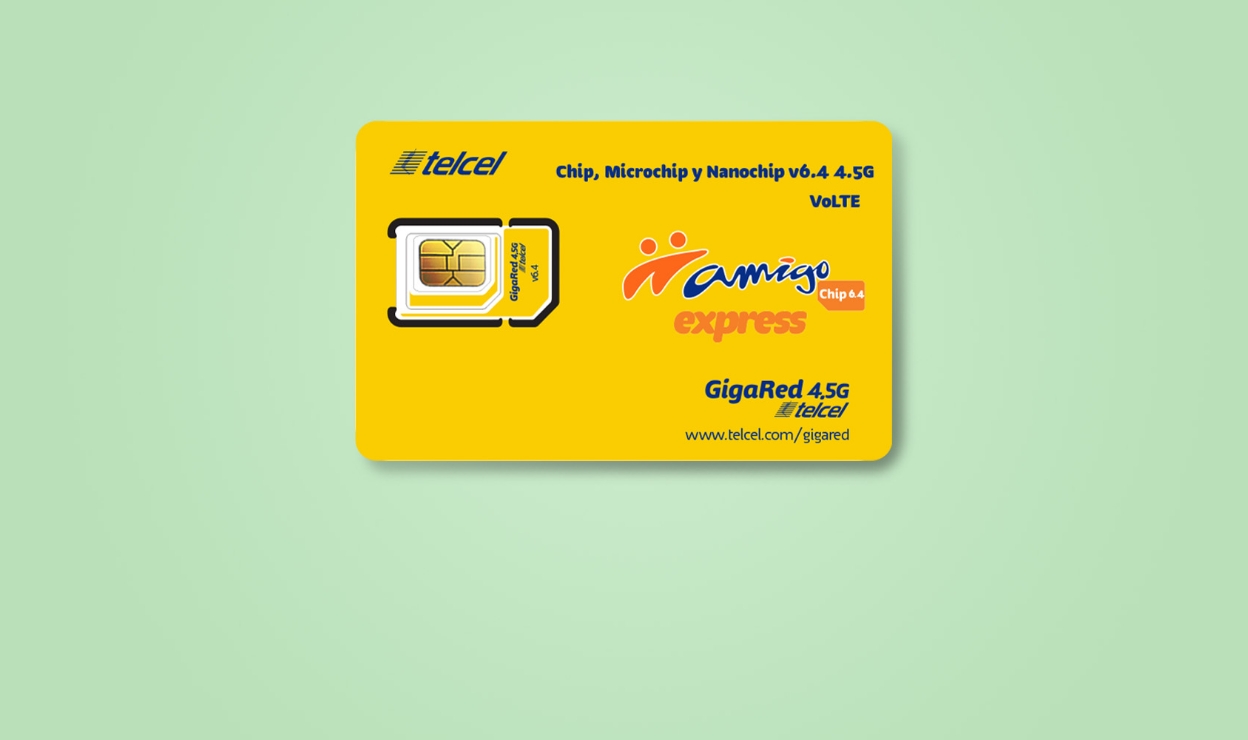 telcel
Chip, Microchip y Nanochip v6.4 4.5G
VoLTE
GigaRed 4.5G
telcel
v6.4
amigo
Chip 6.4
express
GigaRed 4.5G
telcel
www.telcel.com/gigared